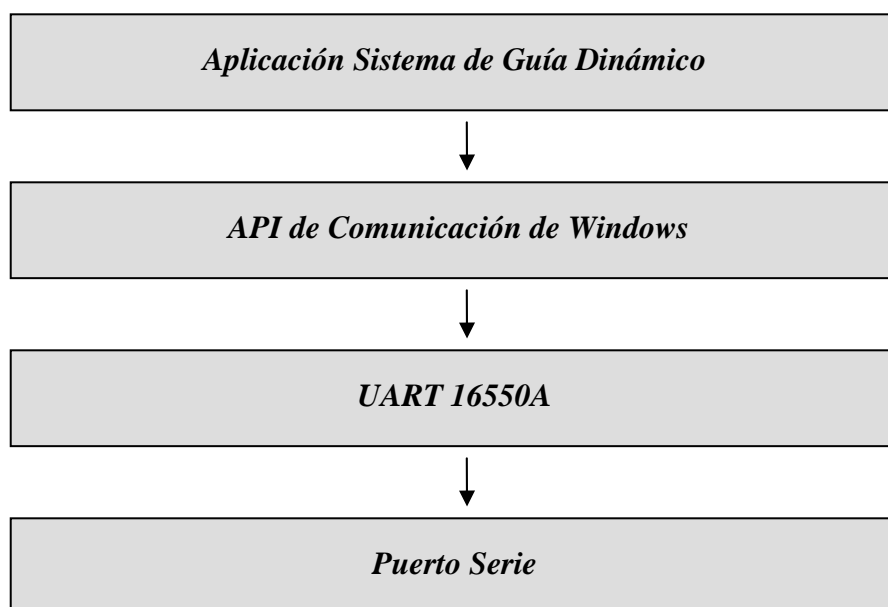 Aplicación Sistema de Guía Dinámico
API de Comunicación de Windows
UART 16550A
Puerto Serie